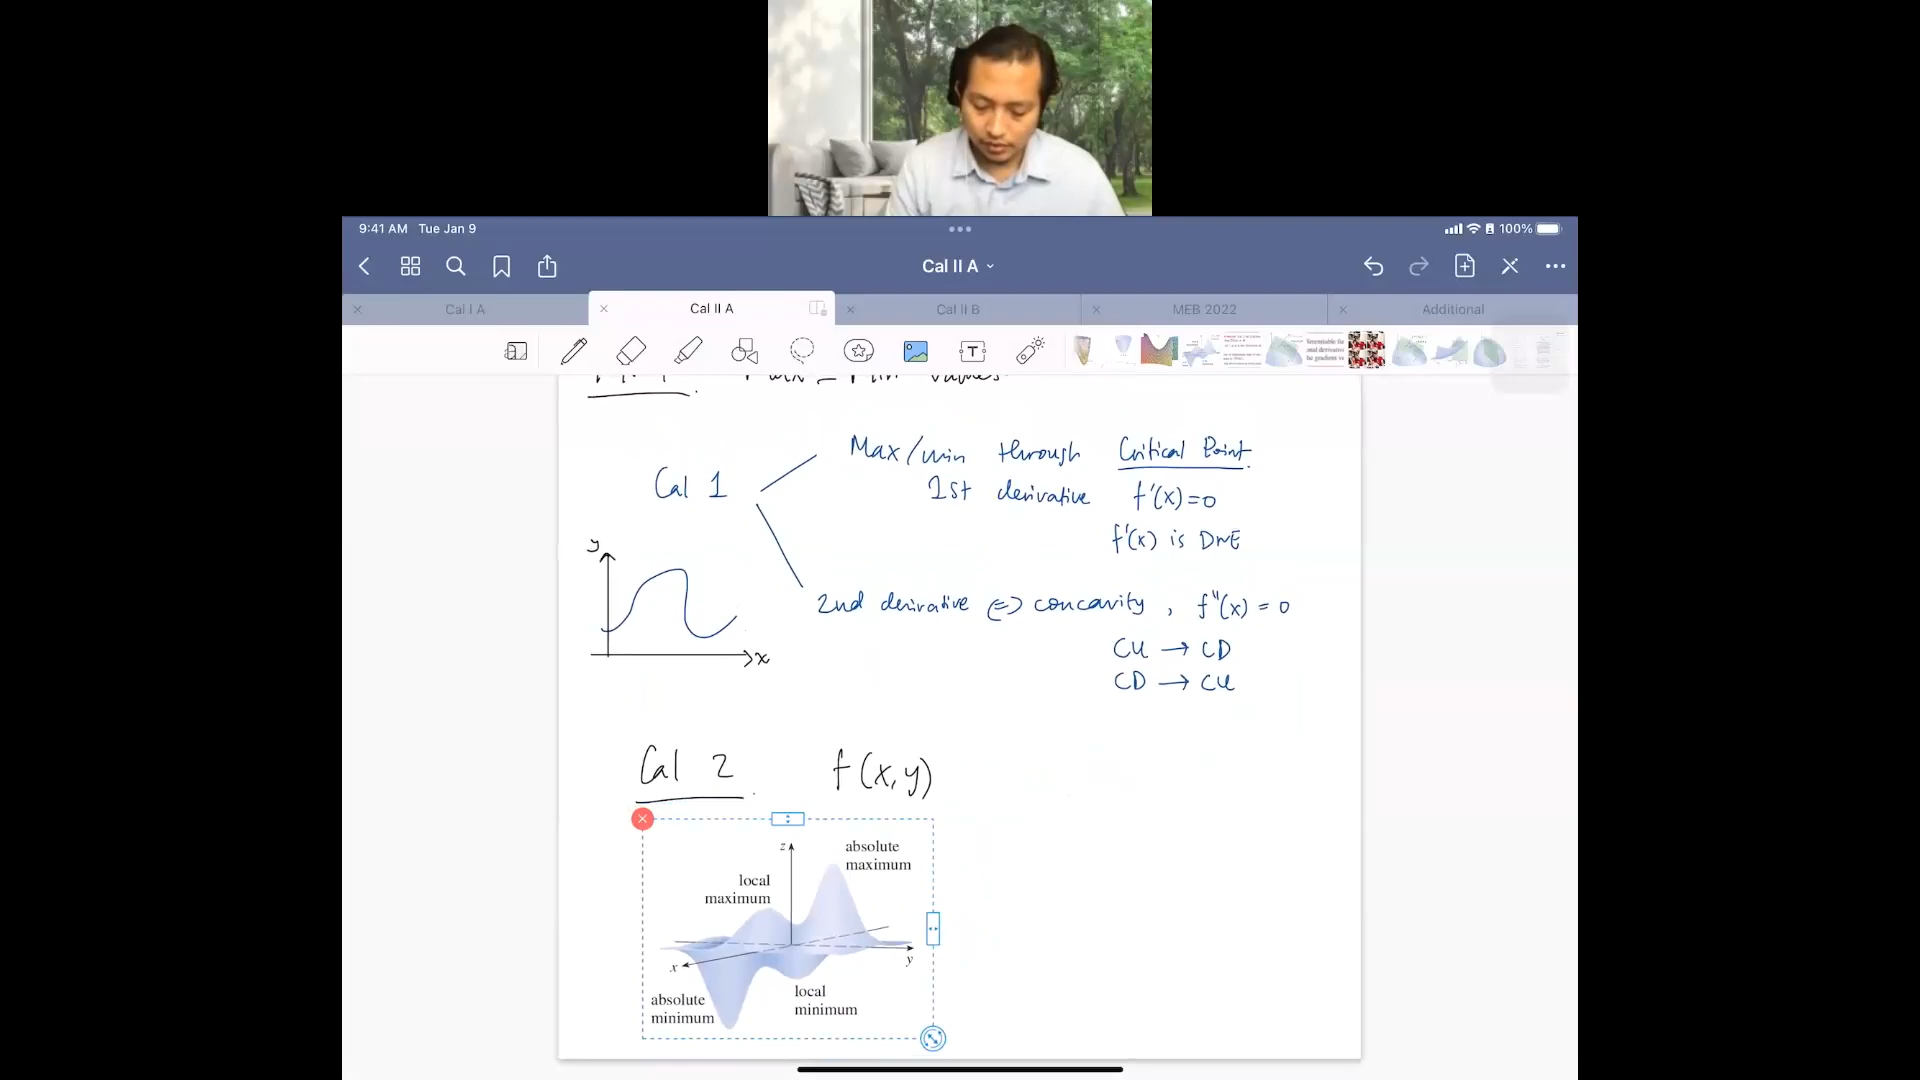 9:41 AM Tue Jan 9
100%
Cal II A
Cal I A
Cal II A
Cal II B
MEB 2022
Additional
T
values
Cal 1
Max/min through Critical Point.
1st derivative f'(x)=0
f'(x) is DNE
y
x
2nd derivative <=> concavity, f"(x) = 0
CU → CD
CD → CU
Cal 2 f(x,y)
z
absolute
maximum
local
maximum
x
y
absolute
minimum
local
minimum